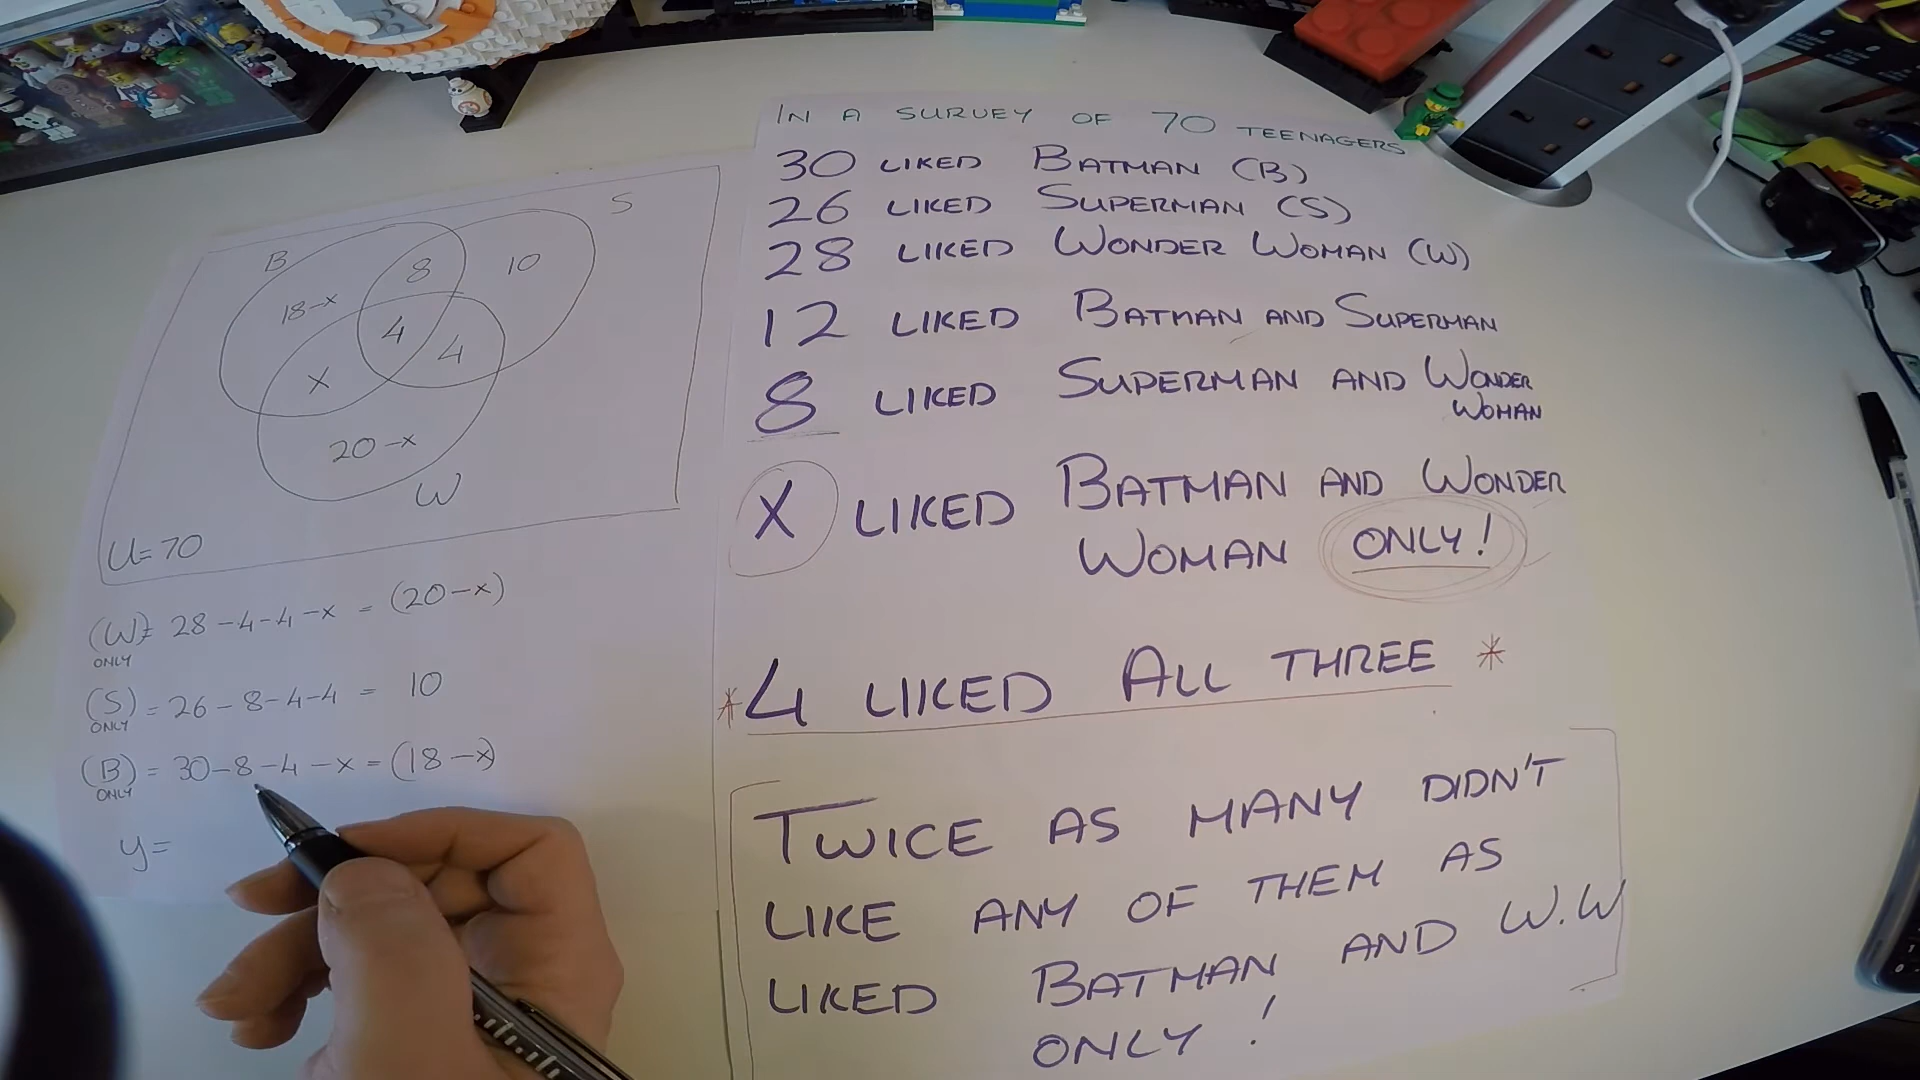 B
S
8
10
18-x
4
4
x
20-x
W
U=70
(W)= 28-4-4-x = (20-x)
ONLY
(S) = 26-8-4-4 = 10
ONLY
(B) = 30-8-4-x = (18-x)
ONLY
y=
IN A SURVEY OF 70 TEENAGERS
30 LIKED BATMAN (B)
26 LIKED SUPERMAN (S)
28 LIKED WONDER WOMAN (W)
12 LIKED BATMAN AND SUPERMAN
8 LIKED SUPERMAN AND WONDER
WOMAN
X LIKED BATMAN AND WONDER
WOMAN ONLY!
*4 LIKED ALL THREE *
TWICE AS MANY DIDN'T
LIKE ANY OF THEM AS
LIKED BATMAN AND W.W
ONLY!